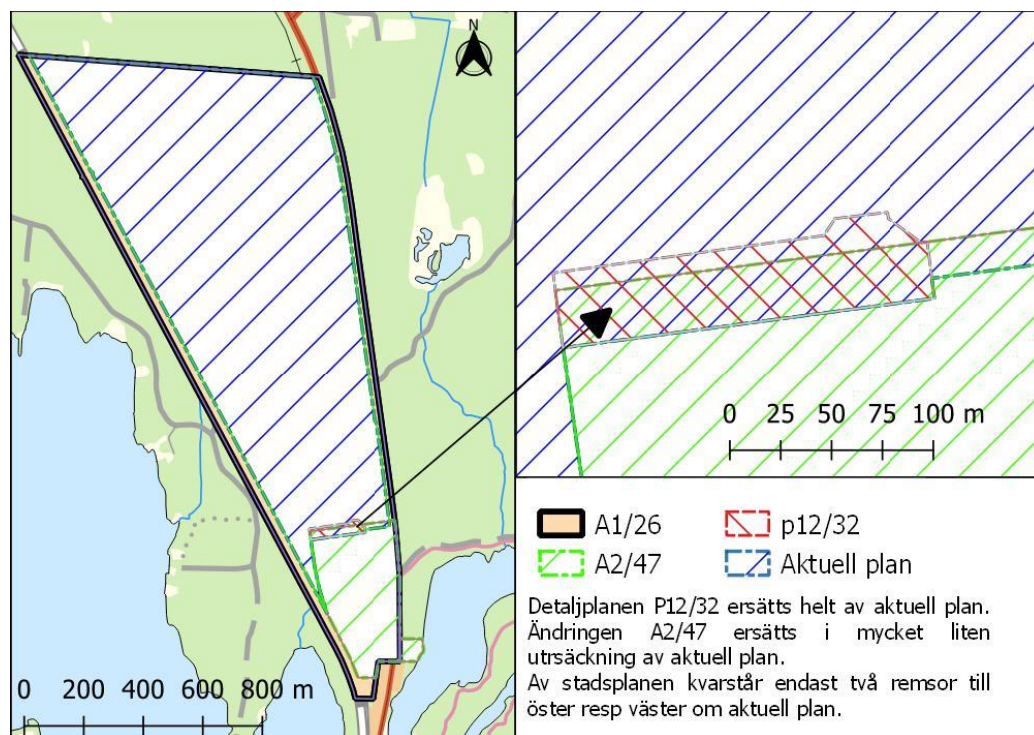 N
0 25 50 75 100 m
0 200 400 600 800 m
A1/26
p12/32
A2/47
Aktuell plan
Detaljplanen P12/32 ersätts helt av aktuell plan.
Ändringen A2/47 ersätts i mycket liten
utrsäckning av aktuell plan.
Av stadsplanen kvarstår endast två remsor till
öster resp väster om aktuell plan.